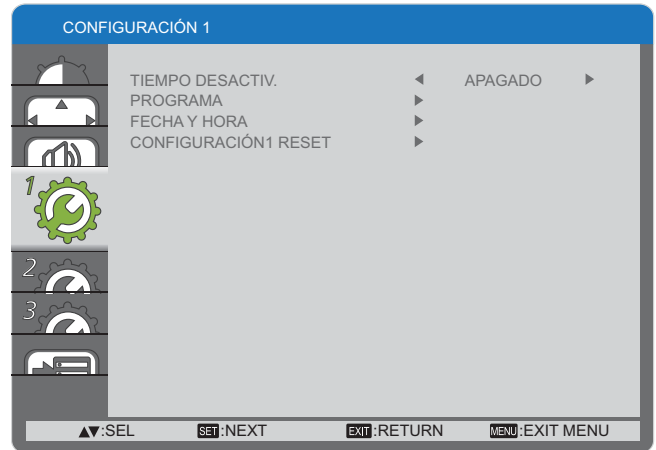 CONFIGURACIÓN 1
TIEMPO DESACTIV. ◀ APAGADO ▶
PROGRAMA ▶
FECHA Y HORA ▶
CONFIGURACIÓN1 RESET ▶
1
2
3
▲▼:SEL SET:NEXT EXIT:RETURN MENU:EXIT MENU